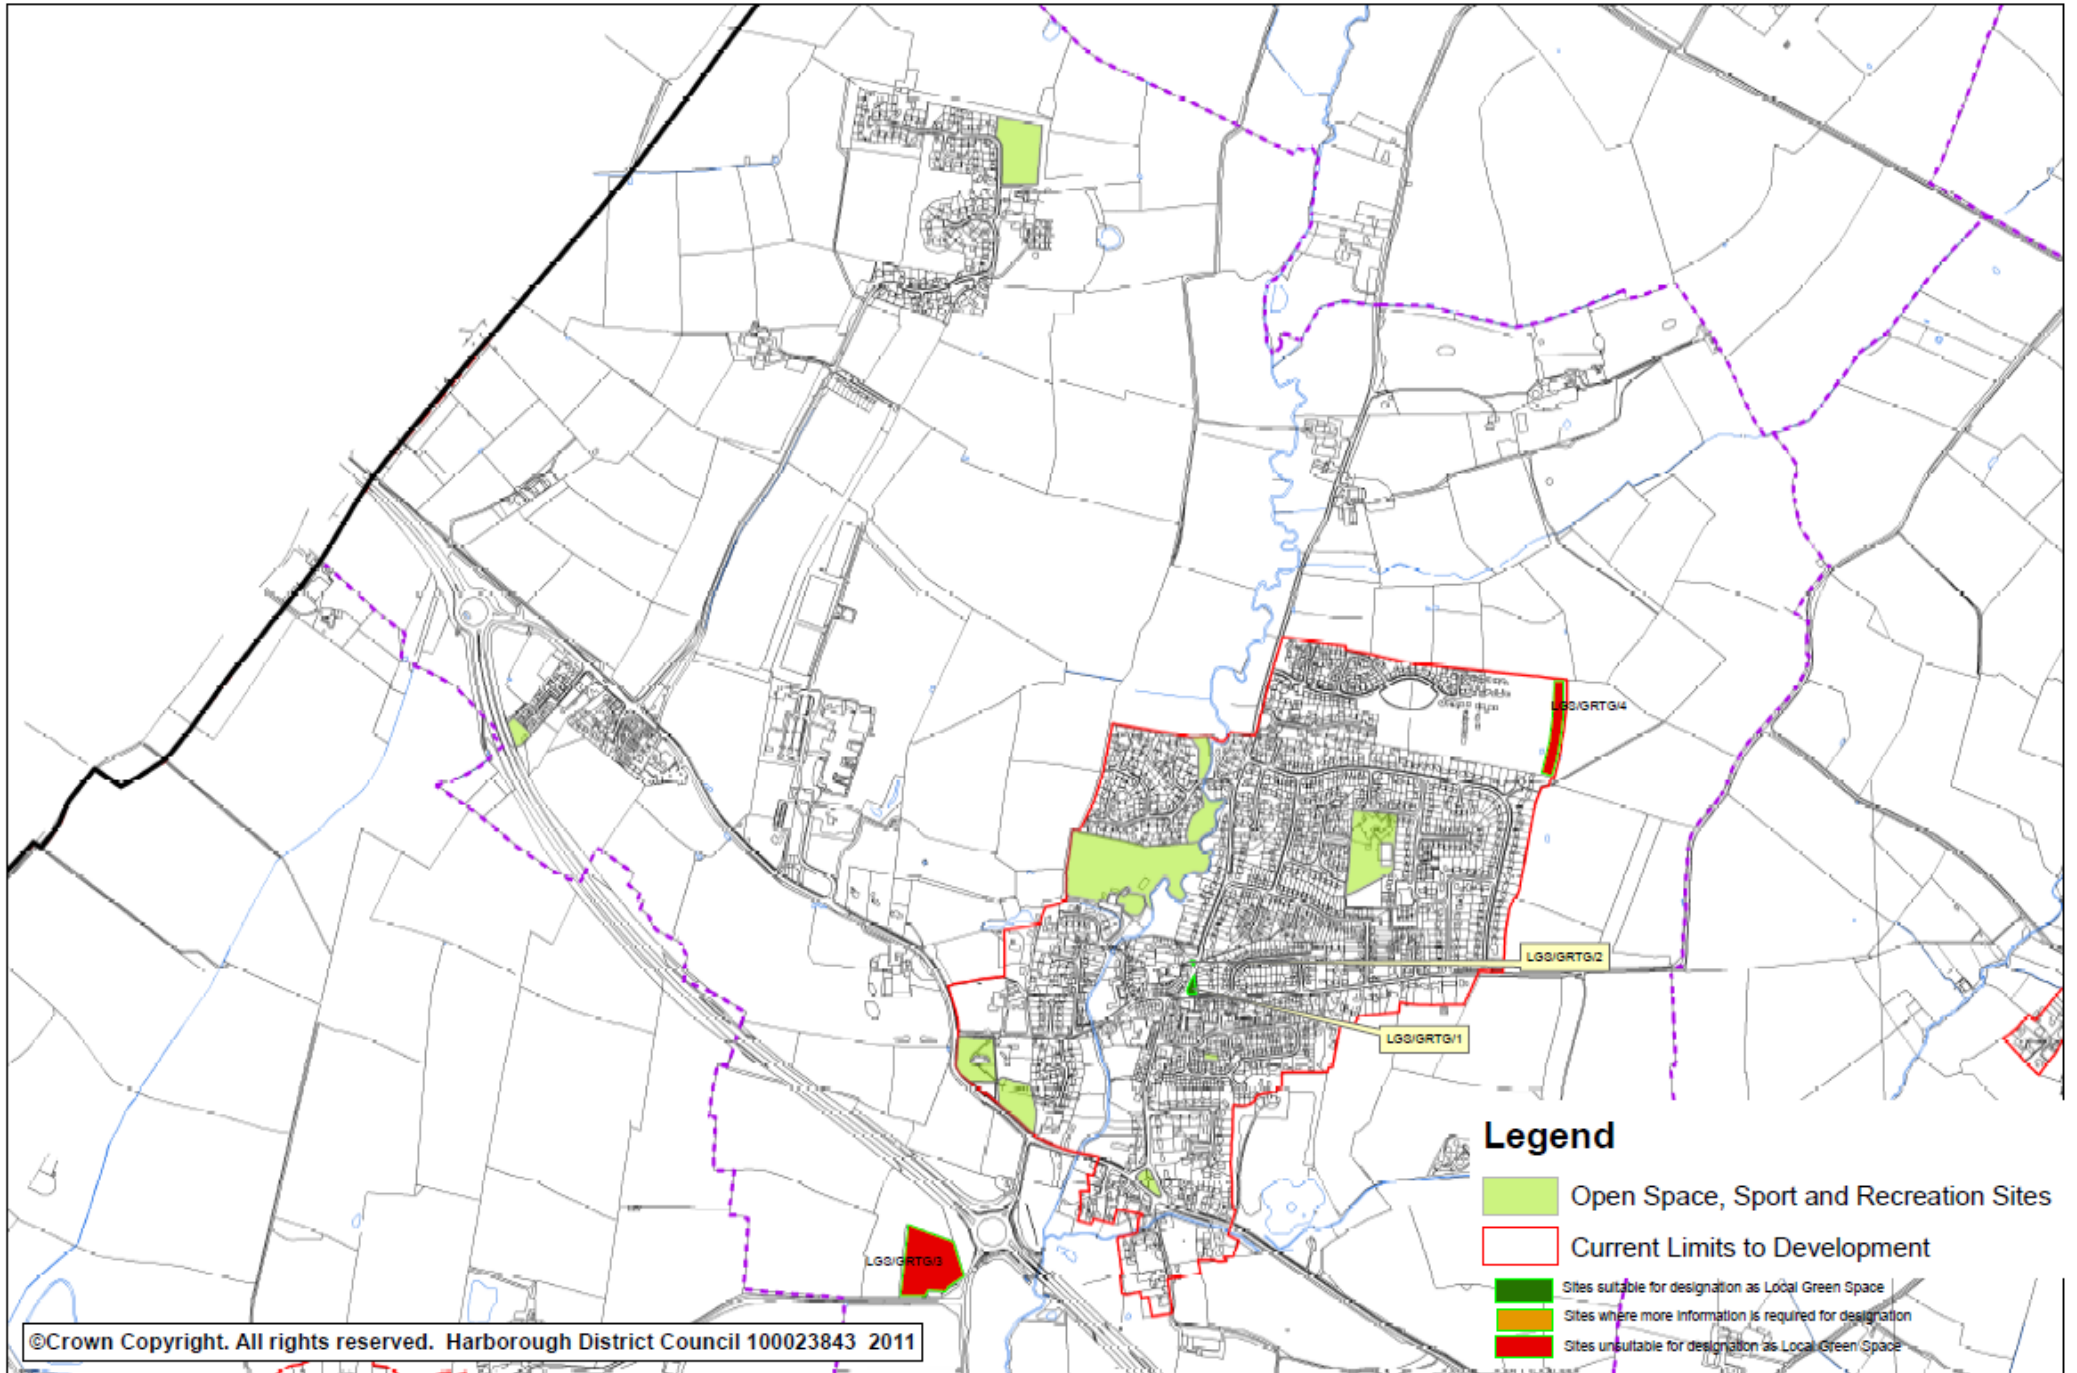 LGS/GRTG/4
LGS/GRTG/2
LGS/GRTG/1
LGS/GRTG/3
Legend
Open Space, Sport and Recreation Sites
Current Limits to Development
Sites suitable for designation as Local Green Space
Sites where more information is required for designation
Sites unsuitable for designation as Local Green Space
©Crown Copyright. All rights reserved. Harborough District Council 100023843 2011